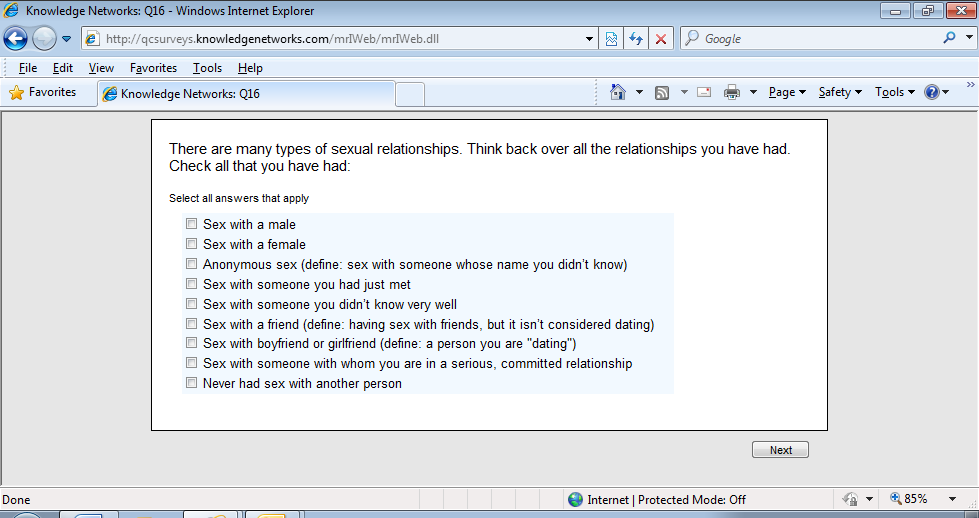 Knowledge Networks: Q16 - Windows Internet Explorer
http://qcsurveys.knowledgenetworks.com/mrIWeb/mrIWeb.dll
Google
File Edit View Favorites Tools Help
Favorites
Knowledge Networks: Q16
Page Safety Tools
There are many types of sexual relationships. Think back over all the relationships you have had.
Check all that you have had:
Select all answers that apply
Sex with a male
Sex with a female
Anonymous sex (define: sex with someone whose name you didn't know)
Sex with someone you had just met
Sex with someone you didn't know very well
Sex with a friend (define: having sex with friends, but it isn't considered dating)
Sex with boyfriend or girlfriend (define: a person you are "dating")
Sex with someone with whom you are in a serious, committed relationship
Never had sex with another person
Next
Done
Internet | Protected Mode: Off
85%